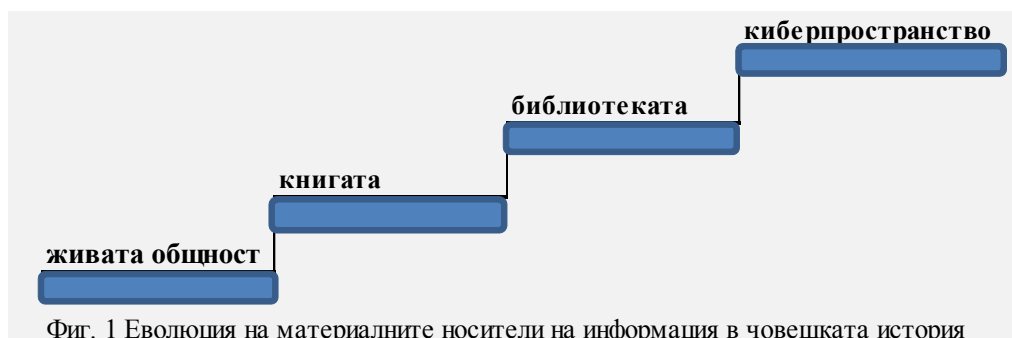 киберпространство
библиотеката
книгата
живата общност
Фиг. 1 Еволюция на материалните носители на информация в човешката история